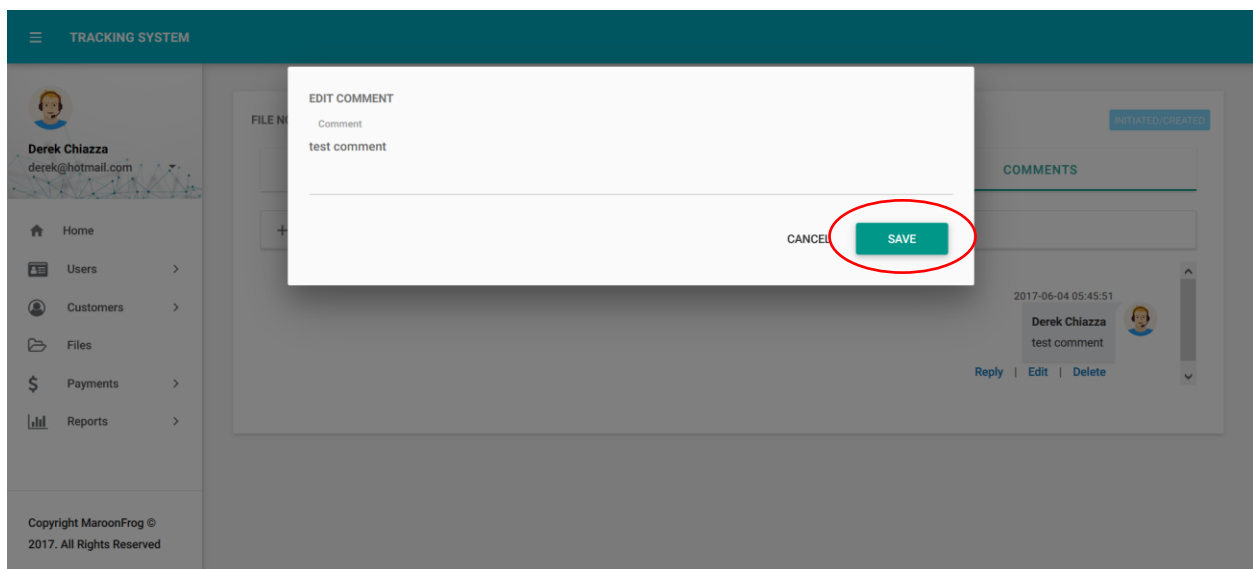 TRACKING SYSTEM
Derek Chiazza
derek@hotmail.com
Home
Users
Customers
Files
Payments
Reports
Copyright MaroonFrog ©
2017. All Rights Reserved
FILE
INITIATED/CREATED
COMMENTS
EDIT COMMENT
Comment
test comment
CANCEL
SAVE
2017-06-04 05:45:51
Derek Chiazza
test comment
Reply | Edit | Delete